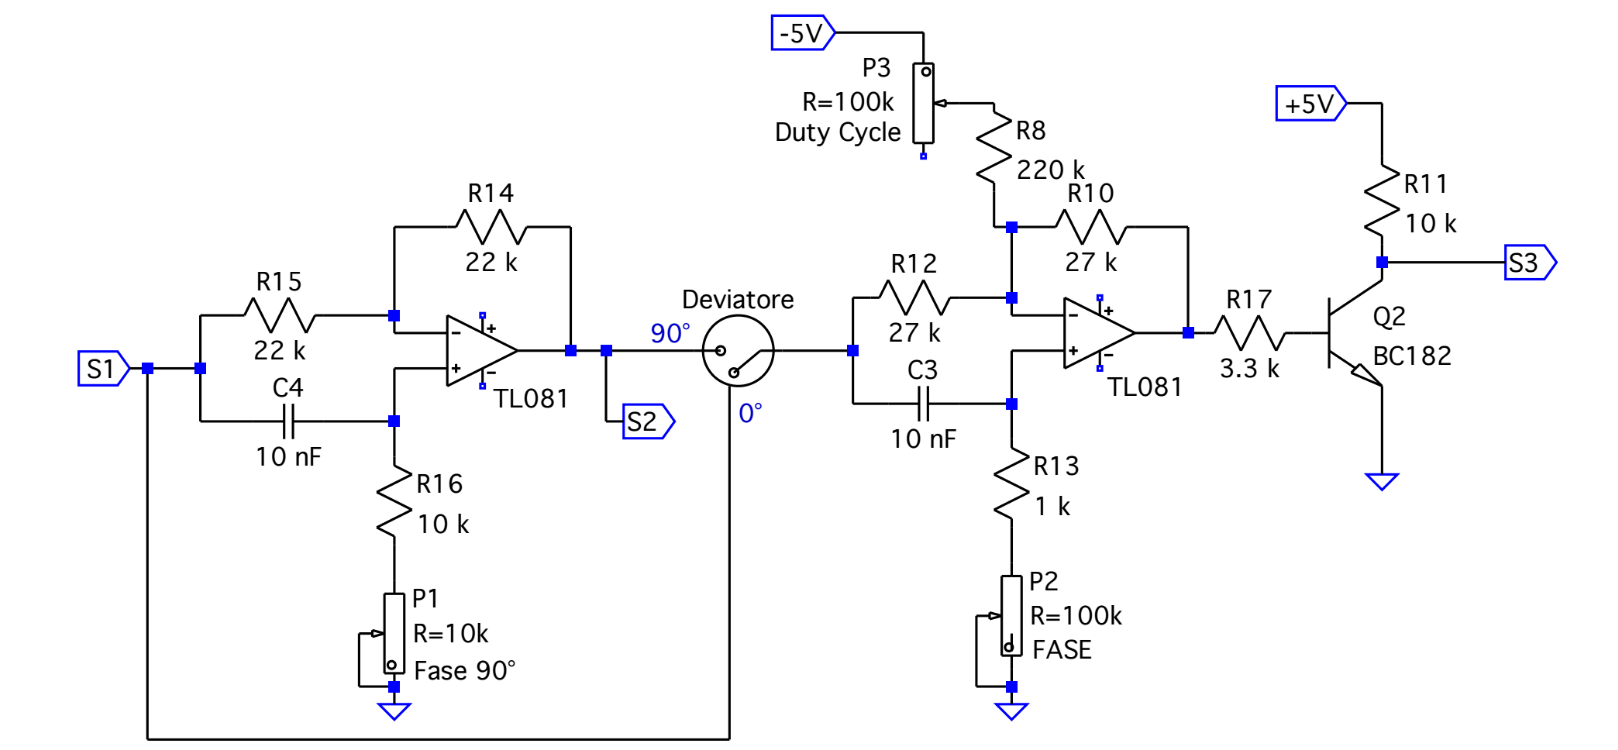 -5V
P3
R=100k
Duty Cycle
R8
220 k
+5V
R11
10 k
R14
22 k
R10
27 k
S3
R15
22 k
R12
27 k
Deviatore
R17
3.3 k
Q2
BC182
90°
- + + -
TL081
- + + -
TL081
S1
C4
10 nF
C3
10 nF
S2
0°
R16
10 k
R13
1 k
P1
R=10k
Fase 90°
P2
R=100k
FASE